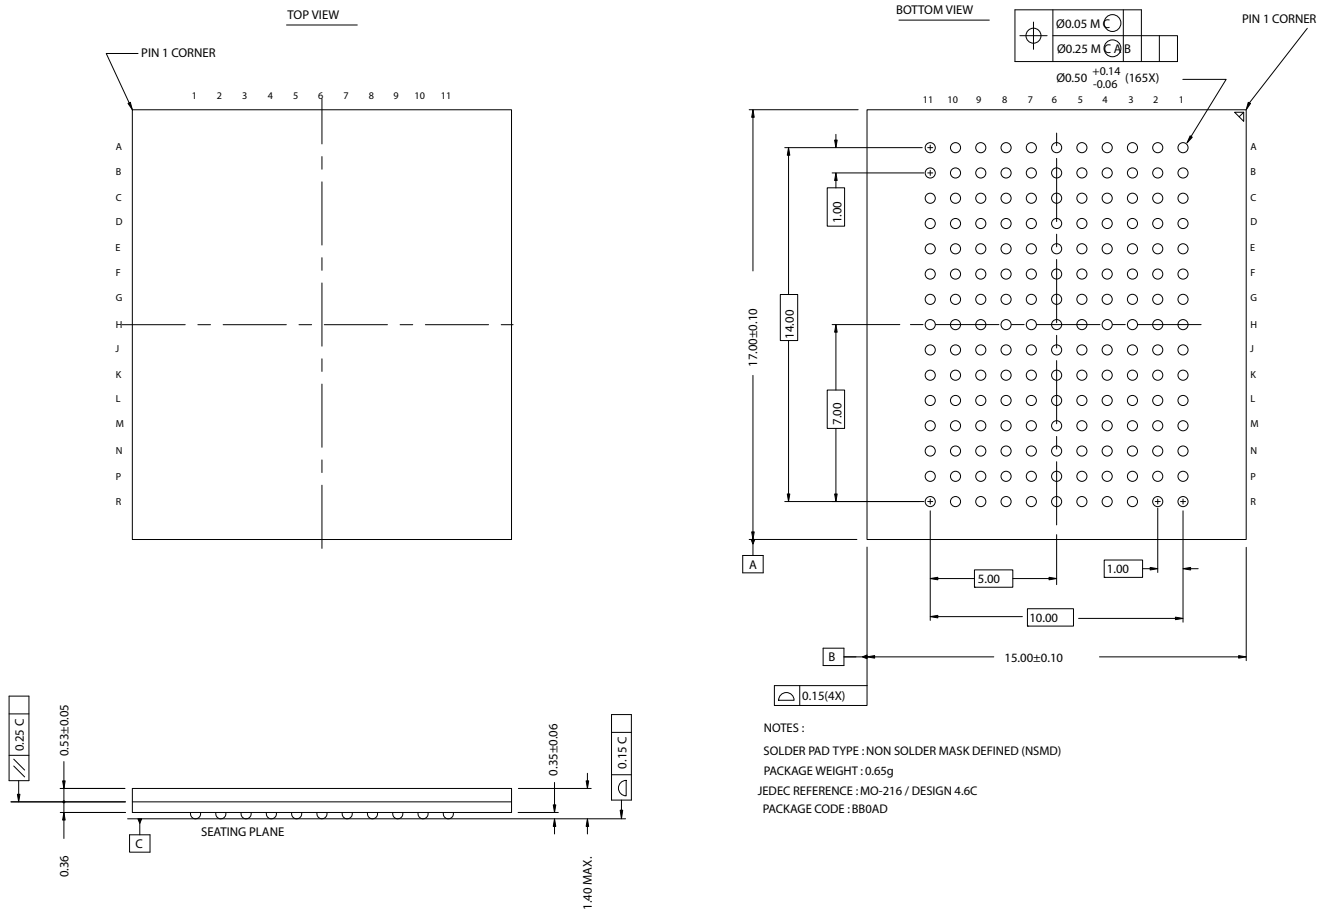 TOP VIEW
PIN 1 CORNER
1 2 3 4 5 6 7 8 9 10 11
A
B
C
D
E
F
G
H
J
K
L
M
N
P
R
BOTTOM VIEW
PIN 1 CORNER
Ø0.05 M C
Ø0.25 M C A B
Ø0.50 +0.14 -0.06 (165X)
11 10 9 8 7 6 5 4 3 2 1
A
B
C
D
E
F
G
H
J
K
L
M
N
P
R
1.00
14.00
17.00±0.10
7.00
A
5.00
1.00
10.00
B
15.00±0.10
0.15(4X)
0.25 C
0.53±0.05
0.35±0.06
0.15 C
SEATING PLANE
C
0.36
1.40 MAX.
NOTES :
SOLDER PAD TYPE : NON SOLDER MASK DEFINED (NSMD)
PACKAGE WEIGHT : 0.65g
JEDEC REFERENCE : MO-216 / DESIGN 4.6C
PACKAGE CODE : BB0AD